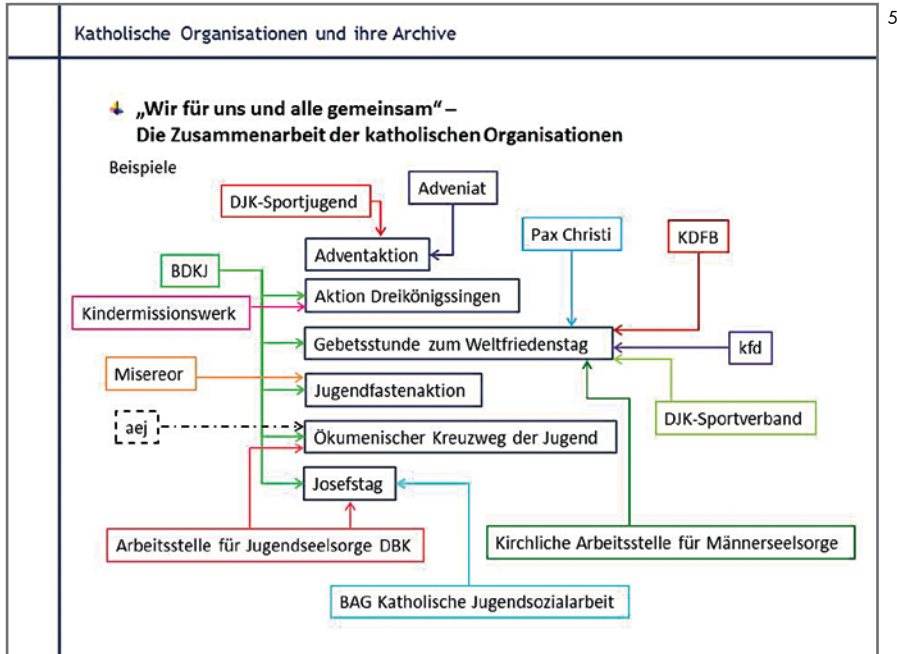 5
Katholische Organisationen und ihre Archive
„Wir für uns und alle gemeinsam“ –
Die Zusammenarbeit der katholischen Organisationen
Beispiele
Adveniat
DJK-Sportjugend
Pax Christi
KDFB
Adventaktion
BDKJ
Aktion Dreikönigssingen
Kindermissionswerk
Gebetsstunde zum Weltfriedenstag
kfd
Misereor
Jugendfastenaktion
DJK-Sportverband
aej
Ökumenischer Kreuzweg der Jugend
Josefstag
Arbeitsstelle für Jugendseelsorge DBK
Kirchliche Arbeitsstelle für Männerseelsorge
BAG Katholische Jugendsozialarbeit